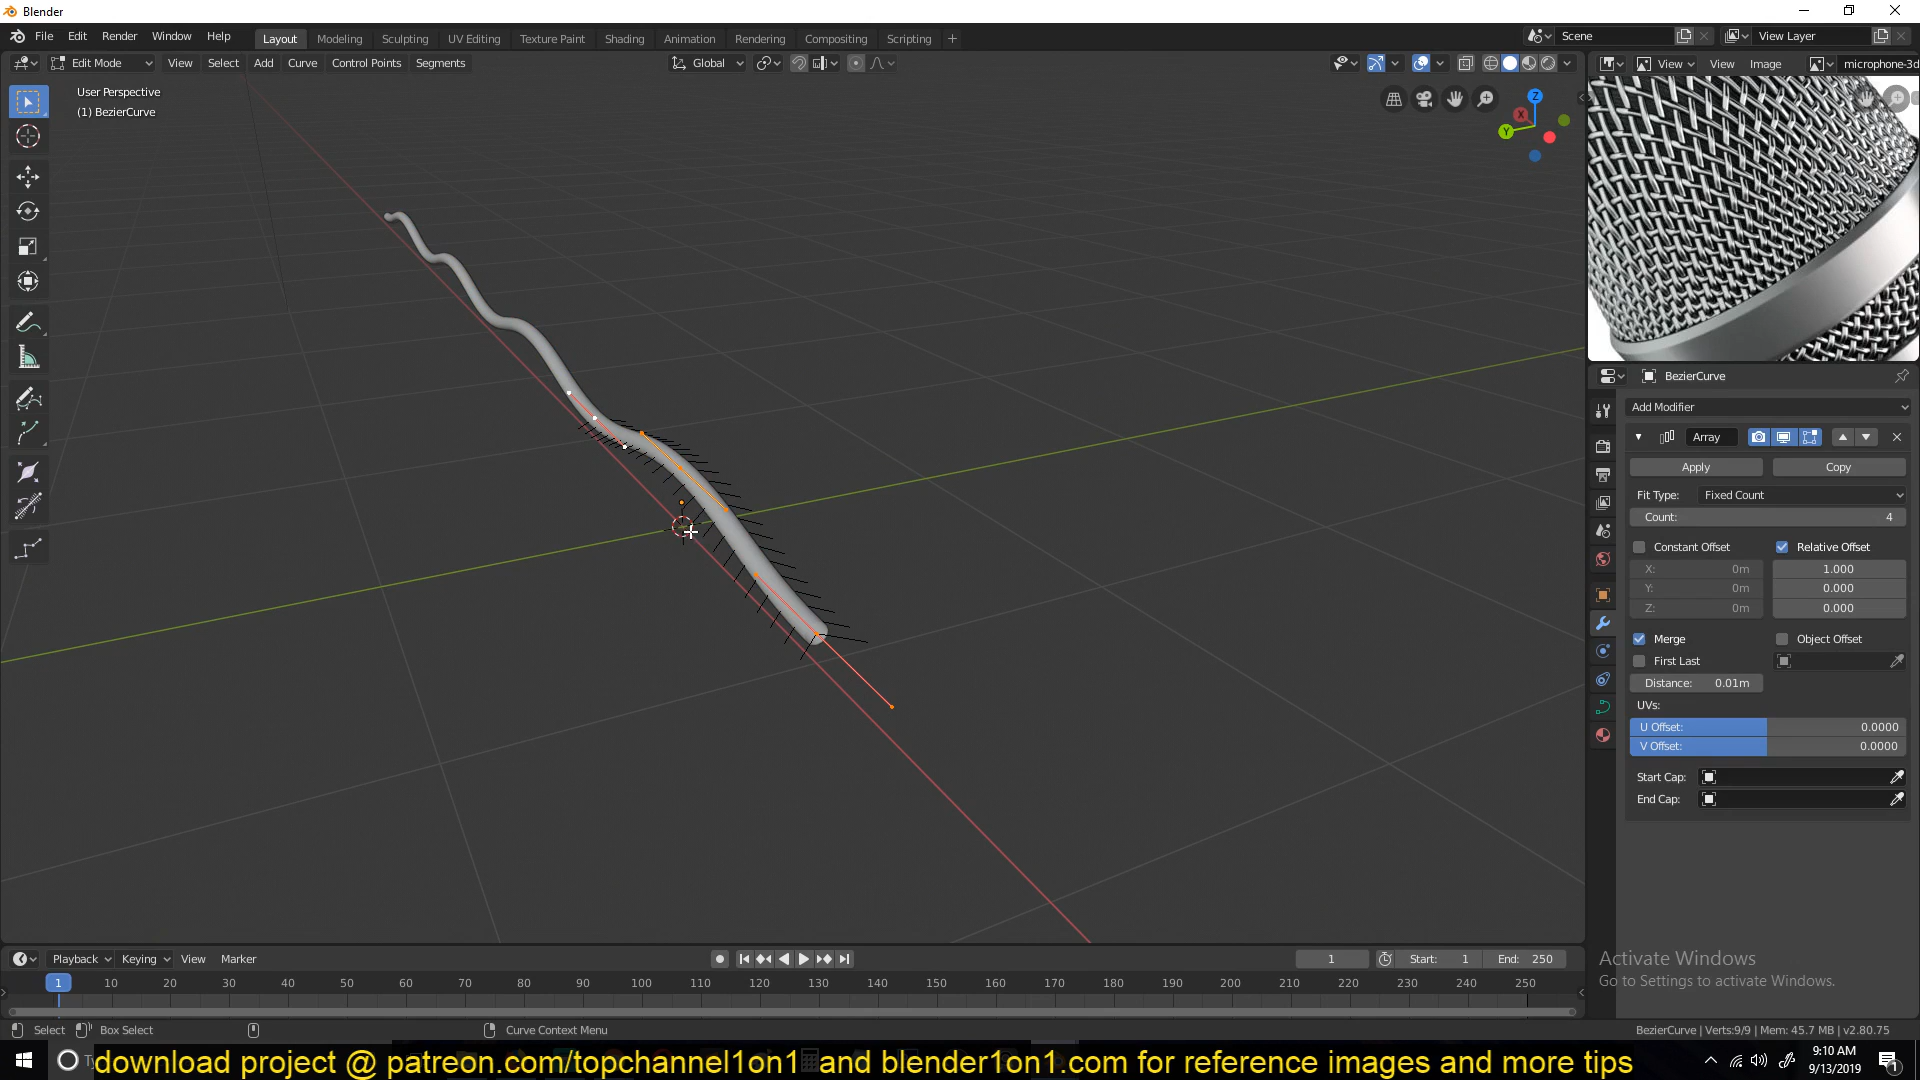 Blender
File Edit Render Window Help
Layout Modeling Sculpting UV Editing Texture Paint Shading Animation Rendering Compositing Scripting +
Scene View Layer
Edit Mode View Select Add Curve Control Points Segments
Global
View View Image microphone-3d
User Perspective
(1) BezierCurve
Z
X
Y
BezierCurve
Add Modifier
Array
Apply Copy
Fit Type: Fixed Count
Count: 4
Constant Offset Relative Offset
X: 0m 1.000
Y: 0m 0.000
Z: 0m 0.000
Merge Object Offset
First Last
Distance: 0.01m
UVs:
U Offset: 0.0000
V Offset: 0.0000
Start Cap:
End Cap:
Activate Windows
Go to Settings to activate Windows.
Playback Keying View Marker
1 Start: 1 End: 250
1 10 20 30 40 50 60 70 80 90 100 110 120 130 140 150 160 170 180 190 200 210 220 230 240 250
Select Box Select Curve Context Menu
BezierCurve | Verts:9/9 | Mem: 45.7 MB | v2.80.75
download project @ patreon.com/topchannel1on1 and blender1on1.com for reference images and more tips
9:10 AM
9/13/2019
1